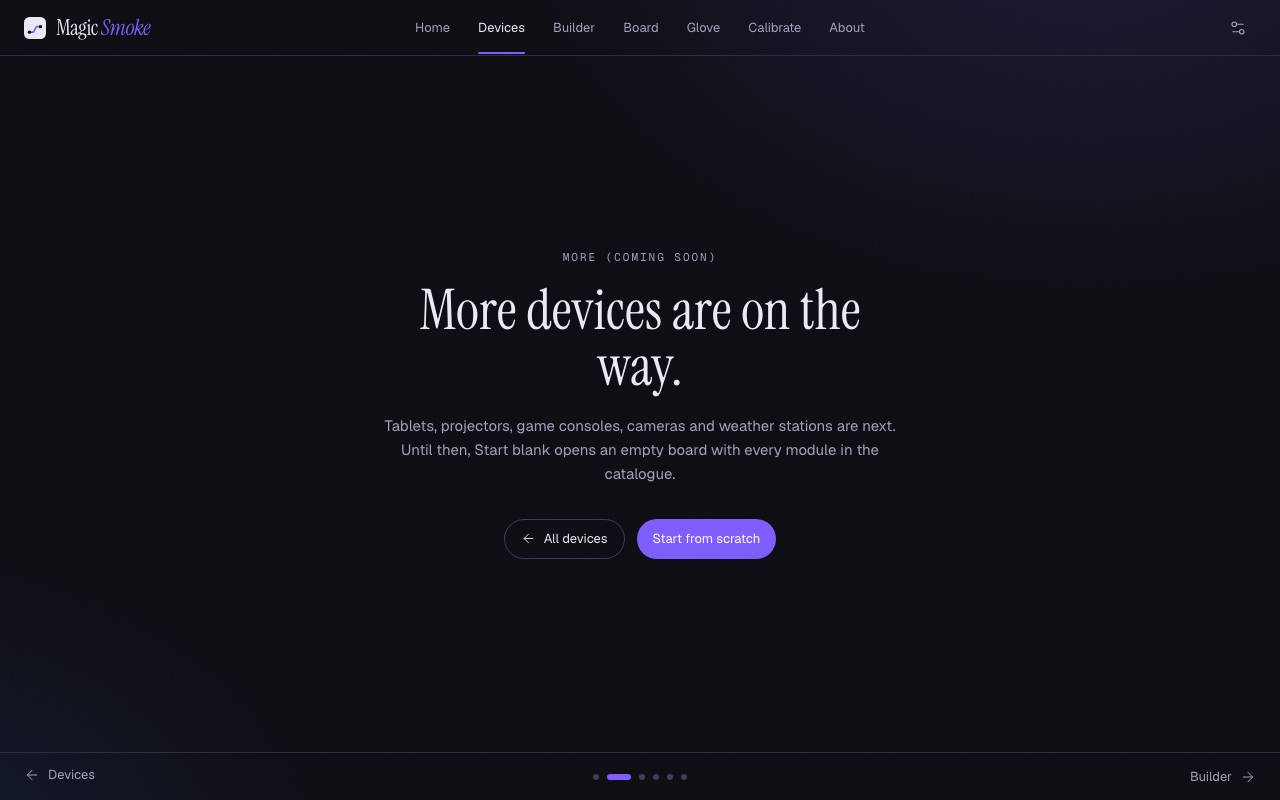 Magic Smoke
Home
Devices
Builder
Board
Glove
Calibrate
About
MORE (COMING SOON)
More devices are on the
way.
Tablets, projectors, game consoles, cameras and weather stations are next.
Until then, Start blank opens an empty board with every module in the
catalogue.
All devices
Start from scratch
Devices
Builder